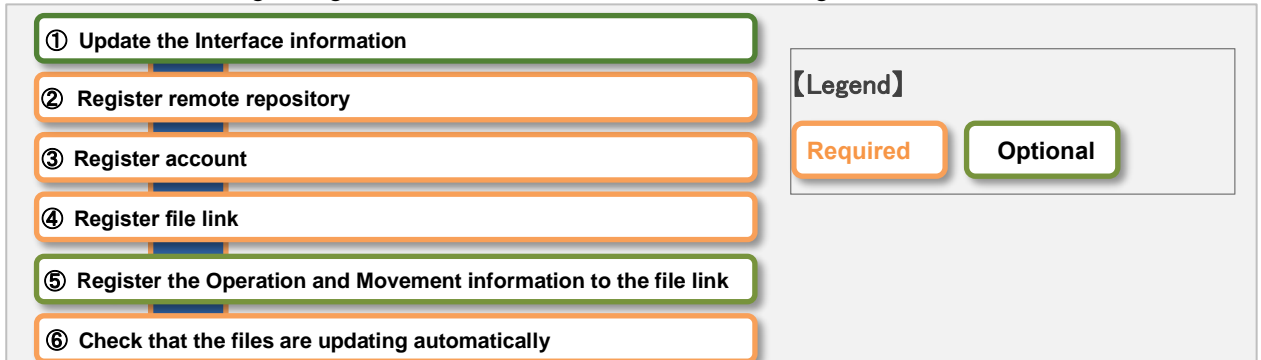 ① Update the Interface information
② Register remote repository
③ Register account
④ Register file link
⑤ Register the Operation and Movement information to the file link
⑥ Check that the files are updating automatically
【Legend】
Required Optional